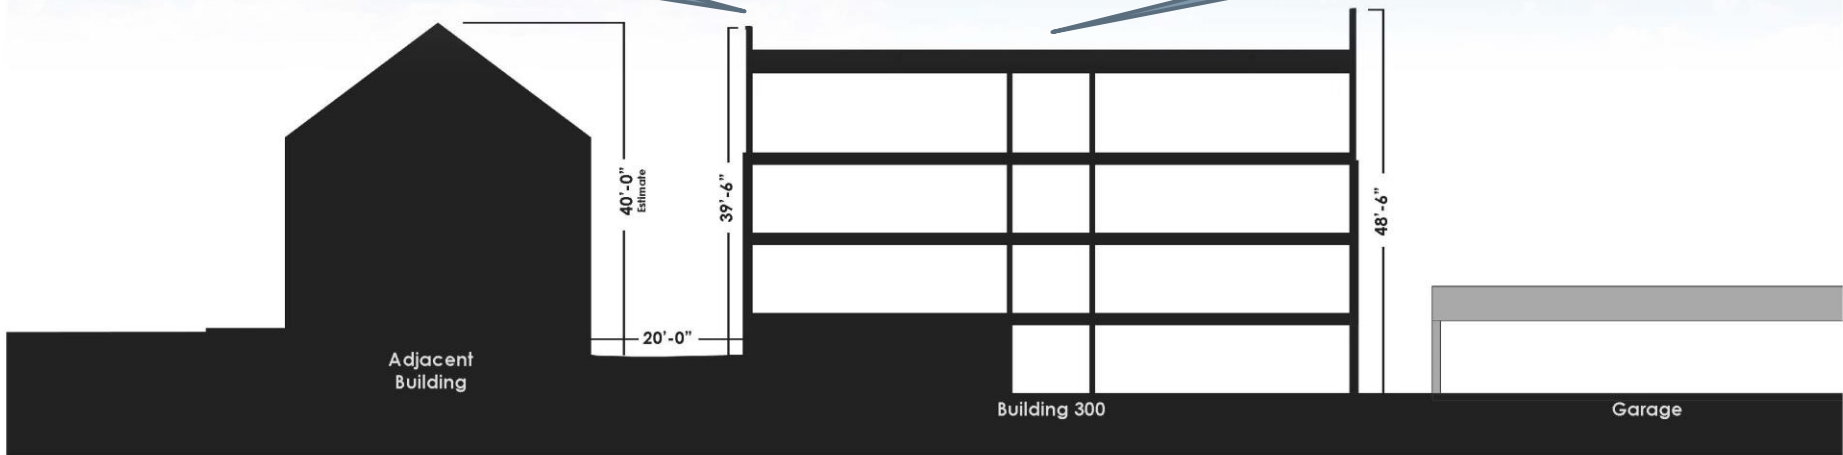 40'-0"
Estimate
39'-6"
48'-6"
20'-0"
Adjacent
Building
Building 300
Garage